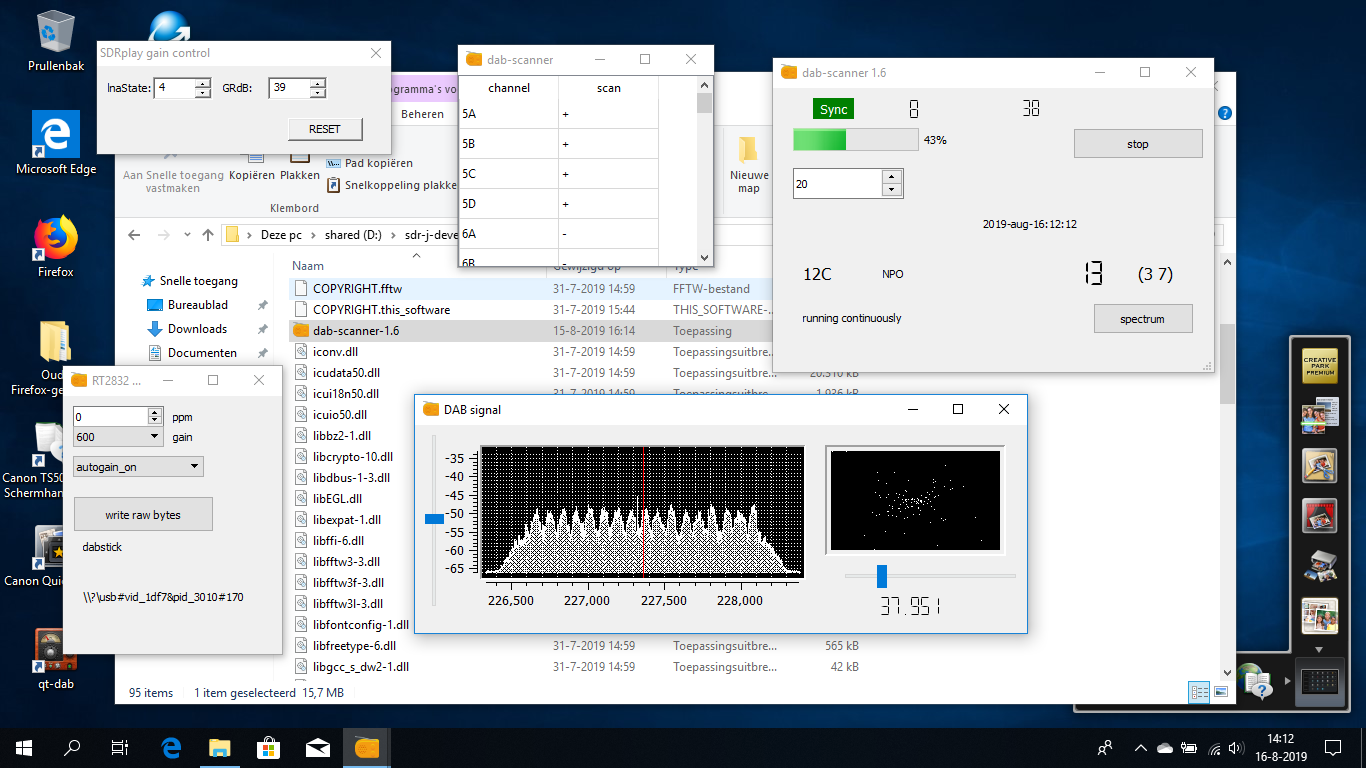 Prullenbak
Microsoft Edge
Firefox
Oud
Firefox-ge
Canon TS50
Schermhan
Canon Quic
qt-dab
SDRplay gain control
lnaState: 4 GRdB: 39
RESET
ogramma's vo
Beheren
Aan Snelle toegang
vastmaken
Kopiëren Plakken
Pad kopiëren
Snelkoppeling plakke
Klembord
Nieuwe
map
Deze pc
shared (D:)
sdr-j-deve
dab-scanner
channel scan
5A +
5B +
5C +
5D +
6A -
6B -
dab-scanner 1.6
Sync 0 38
43%
stop
20
2019-aug-16:12:12
12C NPO 13 (3 7)
running continuously
spectrum
Snelle toegang
Bureaublad
Downloads
Documenten
Naam Gewijzigd op Type
COPYRIGHT.fftw 31-7-2019 14:59 FFTW-bestand
COPYRIGHT.this_software 31-7-2019 15:44 THIS_SOFTWARE-...
dab-scanner-1.6 15-8-2019 16:14 Toepassing
iconv.dll 31-7-2019 14:59 Toepassingsuitbre...
icudata50.dll 31-7-2019 14:59 Toepassingsuitbre... 20.510 kB
icui18n50.dll 31-7-2019 14:59 Toepassingsuitbre... 1.936 kB
icuio50.dll
libbz2-1.dll
libcrypto-10.dll
libdbus-1-3.dll
libEGL.dll
libexpat-1.dll
libffi-6.dll
libfftw3-3.dll
libfftw3f-3.dll
libfftw3l-3.dll
libfontconfig-1.dll
libfreetype-6.dll 31-7-2019 14:59 Toepassingsuitbre... 565 kB
libgcc_s_dw2-1.dll 31-7-2019 14:59 Toepassingsuitbre... 42 kB
95 items 1 item geselecteerd 15,7 MB
RT2832 ...
0 ppm
600 gain
autogain_on
write raw bytes
dabstick
\\?\usb#vid_1df7&pid_3010#170
DAB signal
-35
-40
-45
-50
-55
-60
-65
226,500 227,000 227,500 228,000
37.951
CREATIVE
PARK
PREMIUM
14:12
16-8-2019